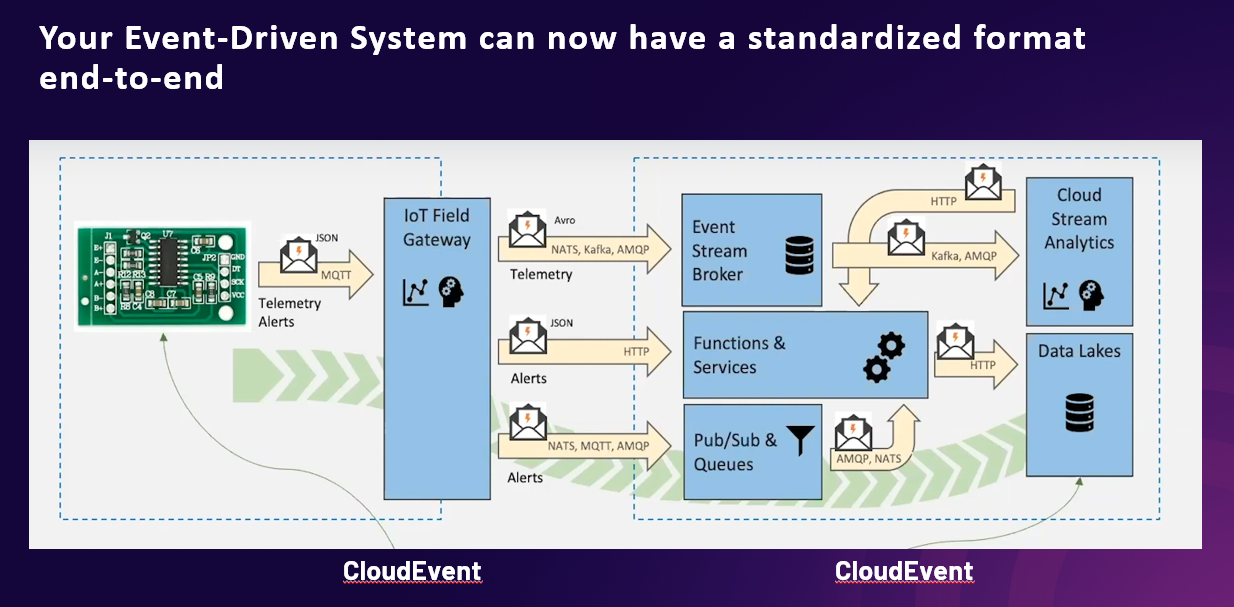 Your Event-Driven System can now have a standardized format
end-to-end
J1
Q2
U7
E+
E-
A-
A+
B-
B+
JP2
GND
DT
SCK
VCC
R12 R13
C5 R9
C8
C7
R8 C4
JSON
MQTT
Telemetry
Alerts
IoT Field
Gateway
Avro
NATS, Kafka, AMQP
Telemetry
JSON
HTTP
Alerts
NATS, MQTT, AMQP
Alerts
Event
Stream
Broker
HTTP
Kafka, AMQP
Cloud
Stream
Analytics
Functions &
Services
HTTP
Data Lakes
Pub/Sub &
Queues
AMQP, NATS
CloudEvent
CloudEvent